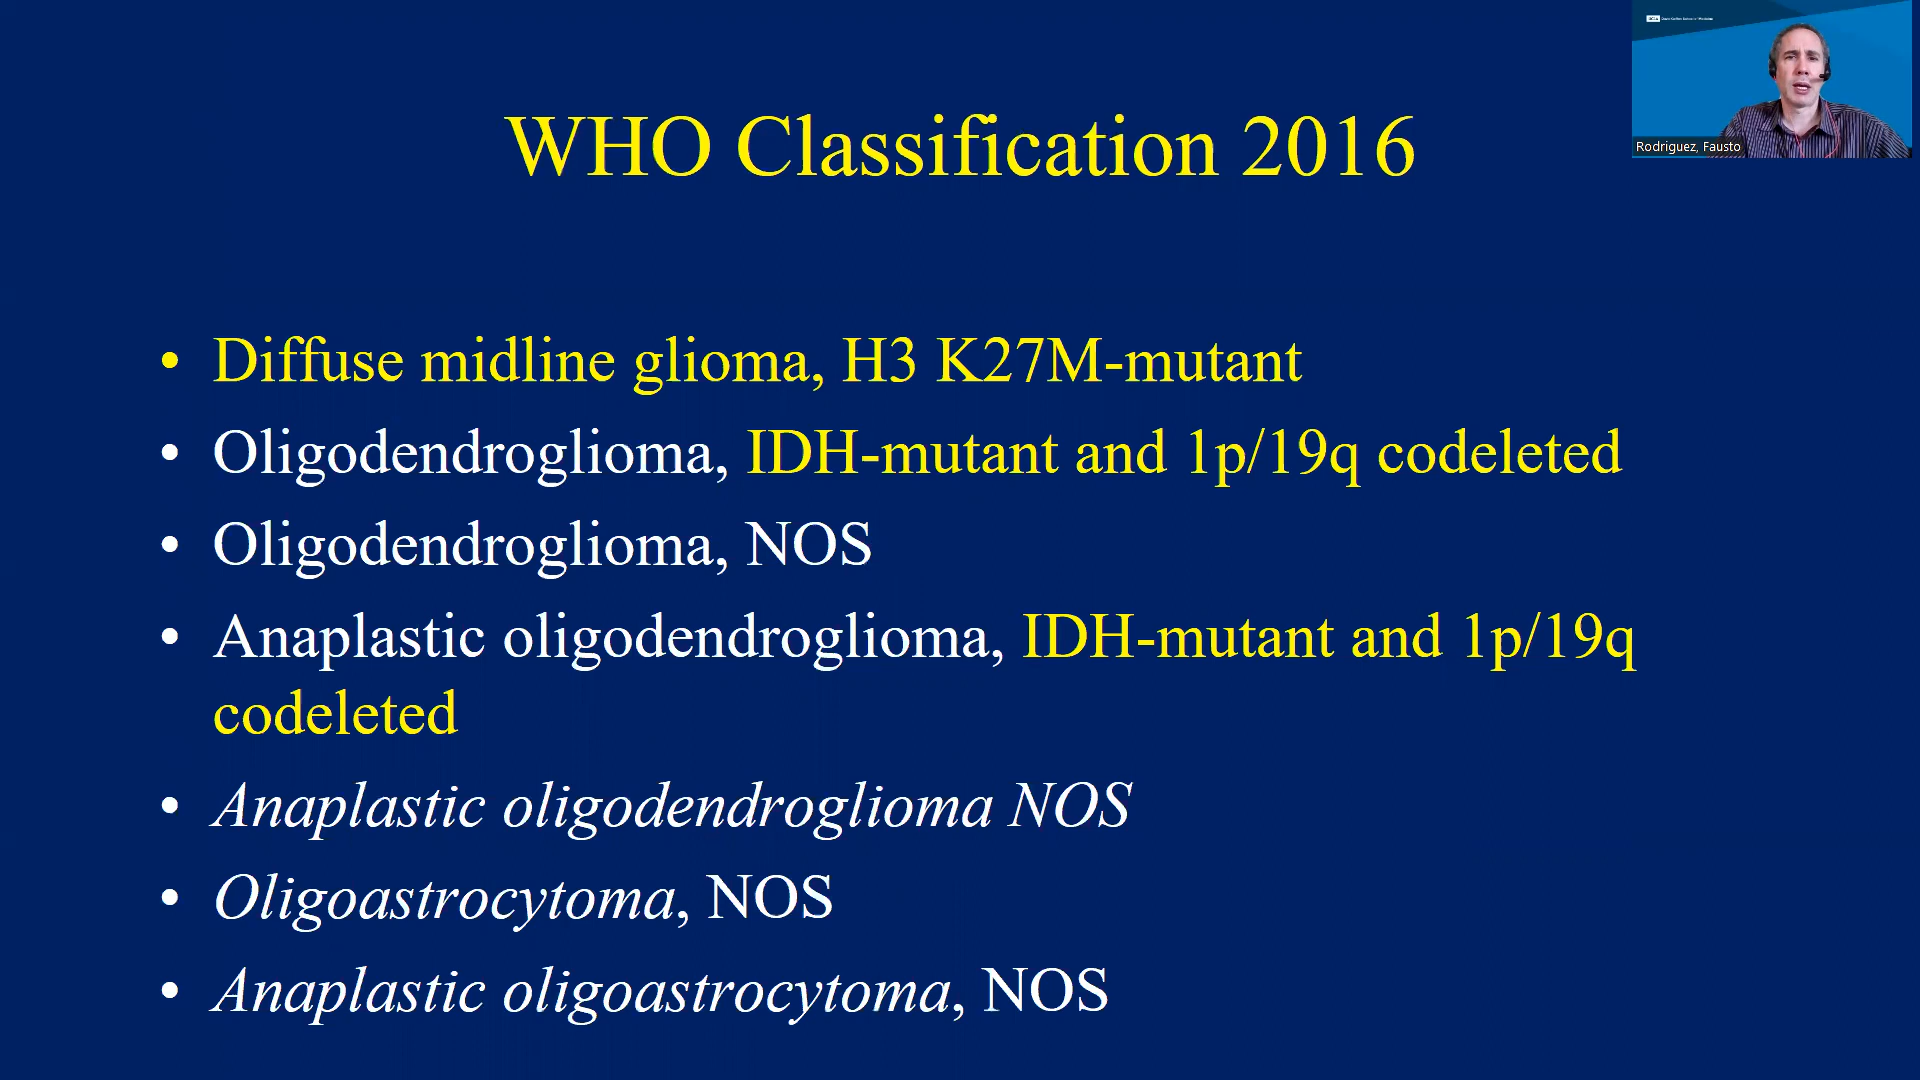 WHO Classification 2016
Rodriguez, Fausto
• Diffuse midline glioma, H3 K27M-mutant
• Oligodendroglioma, IDH-mutant and 1p/19q codeleted
• Oligodendroglioma, NOS
• Anaplastic oligodendroglioma, IDH-mutant and 1p/19q
codeleted
• Anaplastic oligodendroglioma NOS
• Oligoastrocytoma, NOS
• Anaplastic oligoastrocytoma, NOS